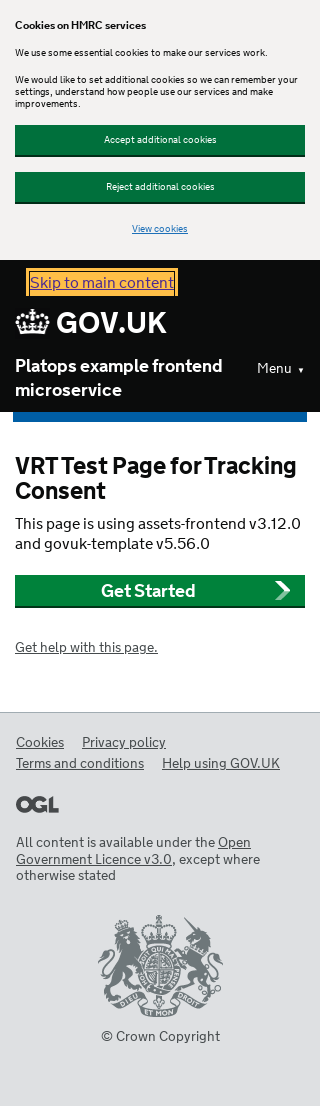 Cookies on HMRC services
We use some essential cookies to make our services work.
We would like to set additional cookies so we can remember your
settings, understand how people use our services and make
improvements.
Accept additional cookies
Reject additional cookies
View cookies
Skip to main content
GOV.UK
Platops example frontend
microservice
Menu ▼
VRT Test Page for Tracking
Consent
This page is using assets-frontend v3.12.0
and govuk-template v5.56.0
Get Started
Get help with this page.
Cookies Privacy policy
Terms and conditions Help using GOV.UK
OGL
All content is available under the Open
Government Licence v3.0, except where
otherwise stated
DIEU ET MON DROIT
© Crown Copyright